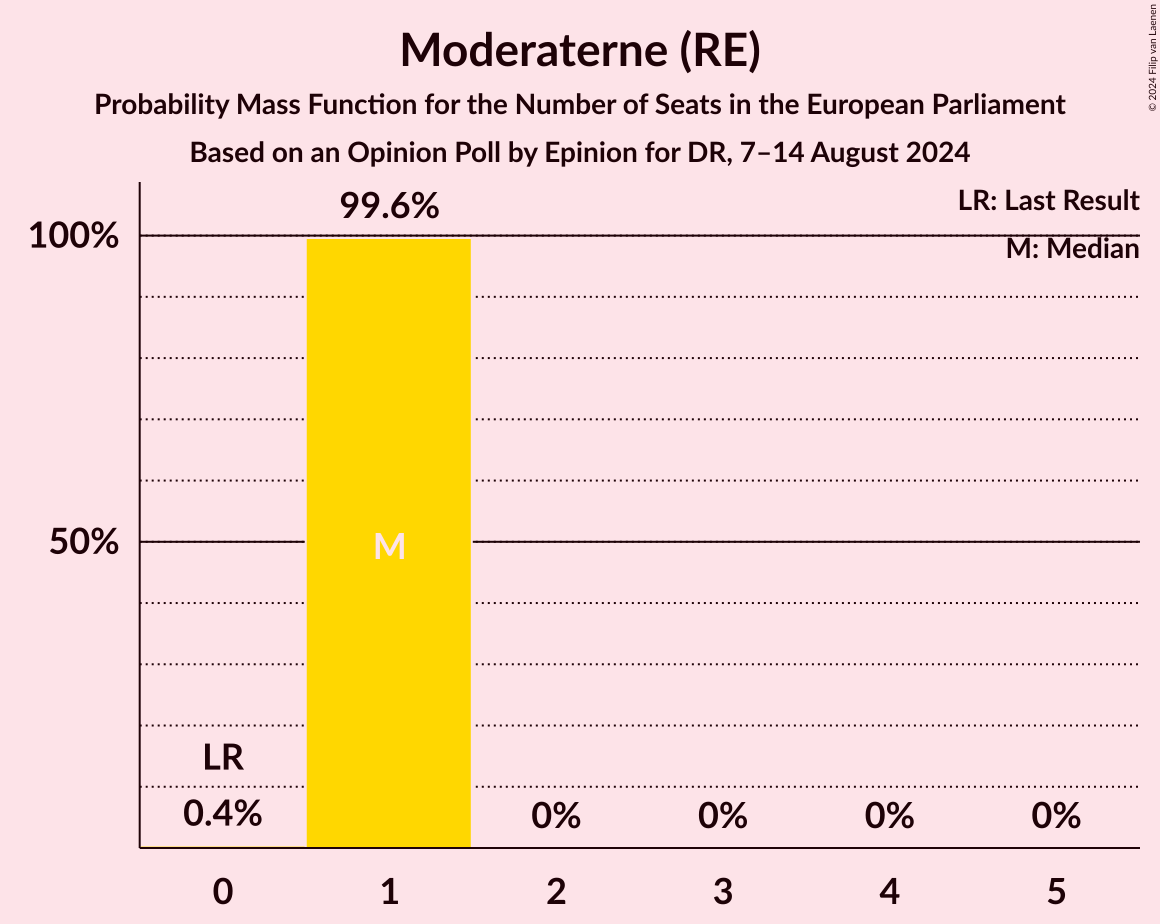 Moderaterne (RE)
Probability Mass Function for the Number of Seats in the European Parliament
Based on an Opinion Poll by Epinion for DR, 7–14 August 2024
© 2024 Filip van Laenen
LR: Last Result
M: Median
99.6%
100%
50%
M
LR
0.4%
0%
0%
0%
0%
0
1
2
3
4
5